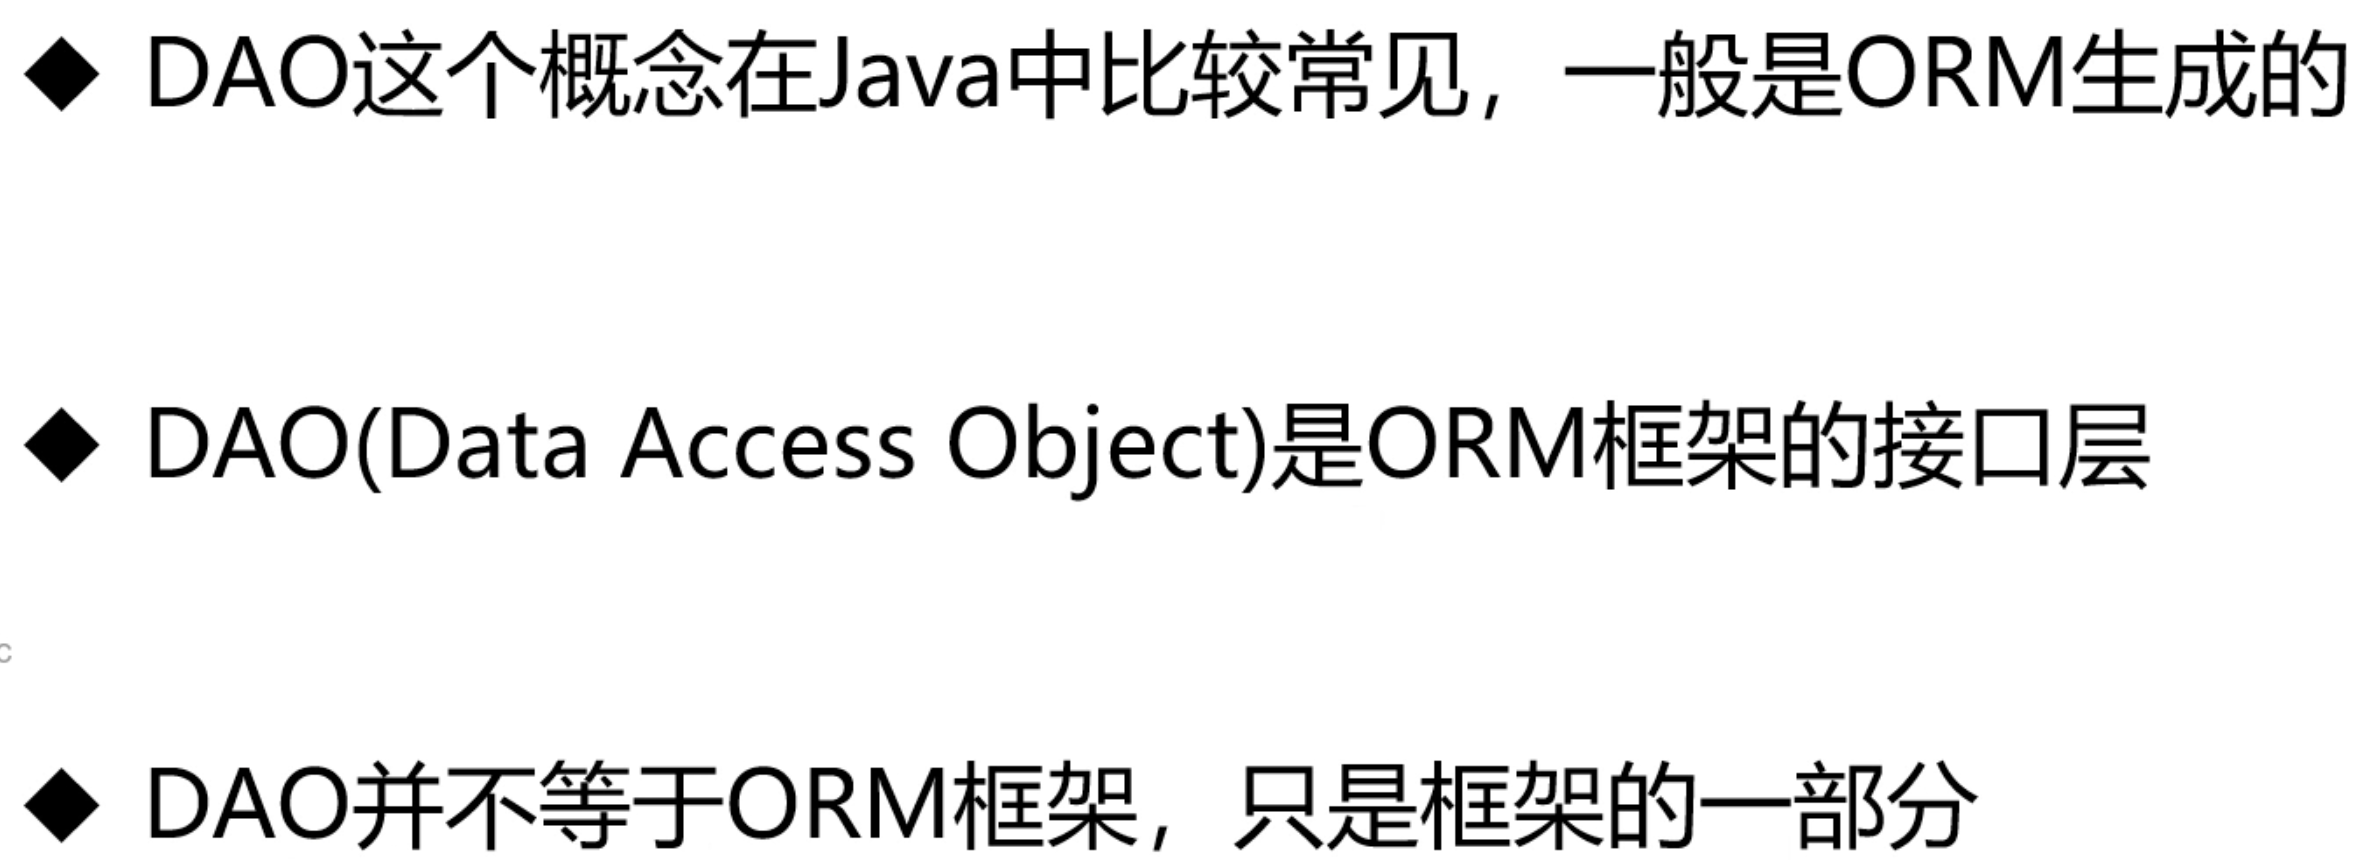 ◆ DAO这个概念在Java中比较常见，一般是ORM生成的
◆ DAO(Data Access Object)是ORM框架的接口层
c
◆ DAO并不等于ORM框架，只是框架的一部分